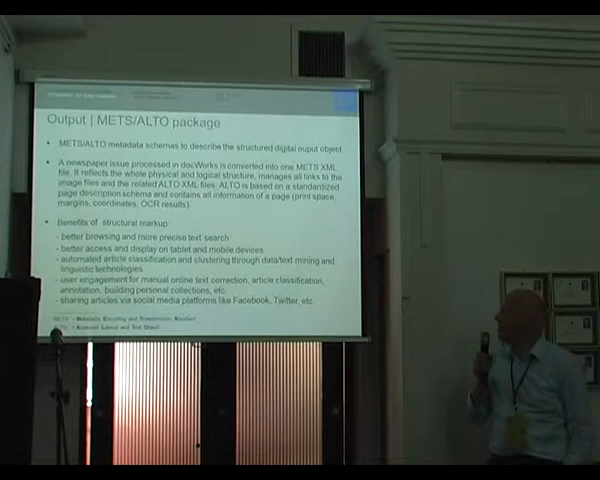 Output | METS/ALTO package
• METS/ALTO metadata schemas to describe the structured digital ouput object
• A newspaper issue processed in docWorks is converted into one METS XML
file. It reflects the whole physical and logical structure, manages all links to the
image files and the related ALTO XML files. ALTO is based on a standardized
page description schema and contains all information of a page (print space,
margins, coordinates, OCR results)
• Benefits of structural markup
- better browsing and more precise text search
- better access and display on tablet and mobile devices
- automated article classification and clustering through data/text mining and
linguistic technologies
- user engagement for manual online text correction, article classification,
annotation, building personal collections, etc.
- sharing articles via social media platforms like Facebook, Twitter, etc.
METS - Metadata Encoding and Transmission Standard
ALTO - Analyzed Layout and Text Object